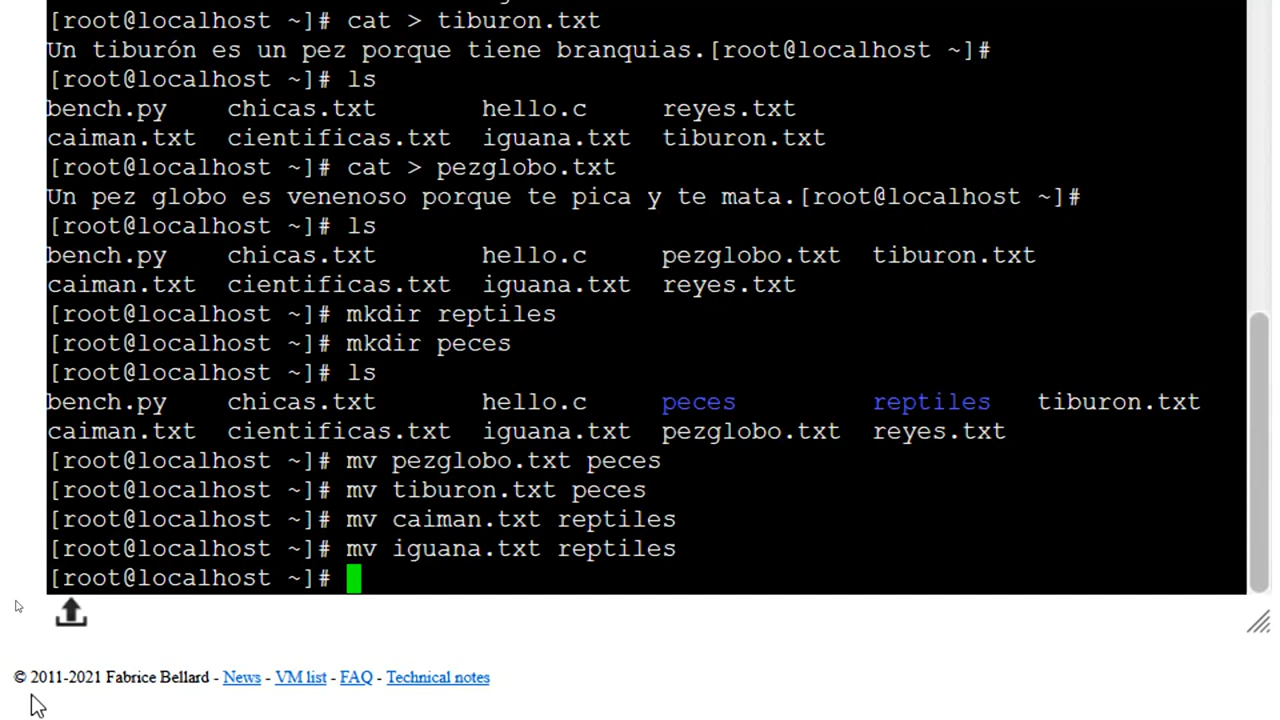 [root@localhost ~]# cat > tiburon.txt
Un tiburón es un pez porque tiene branquias.[root@localhost ~]#
[root@localhost ~]# ls
bench.py chicas.txt hello.c reyes.txt
caiman.txt cientificas.txt iguana.txt tiburon.txt
[root@localhost ~]# cat > pezglobo.txt
Un pez globo es venenoso porque te pica y te mata.[root@localhost ~]#
[root@localhost ~]# ls
bench.py chicas.txt hello.c pezglobo.txt tiburon.txt
caiman.txt cientificas.txt iguana.txt reyes.txt
[root@localhost ~]# mkdir reptiles
[root@localhost ~]# mkdir peces
[root@localhost ~]# ls
bench.py chicas.txt hello.c peces reptiles tiburon.txt
caiman.txt cientificas.txt iguana.txt pezglobo.txt reyes.txt
[root@localhost ~]# mv pezglobo.txt peces
[root@localhost ~]# mv tiburon.txt peces
[root@localhost ~]# mv caiman.txt reptiles
[root@localhost ~]# mv iguana.txt reptiles
[root@localhost ~]#
© 2011-2021 Fabrice Bellard - News - VM list - FAQ - Technical notes